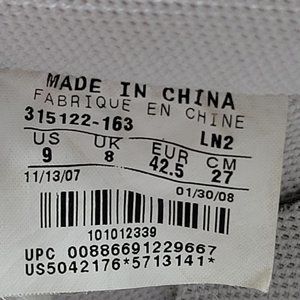 MADE IN CHINA
FABRIQUE EN CHINE
315122-163 LN2
US UK EUR CM
9 8 42.5 27
11/13/07 01/30/08
101012339
UPC 00886691229667
US5042176*5713141*